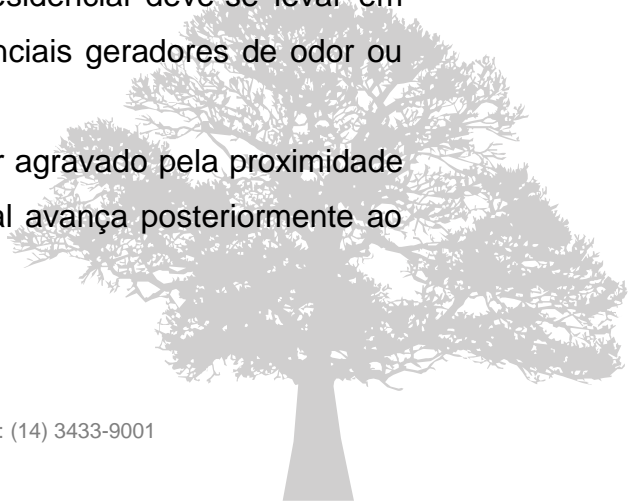 esidencial deve-se levar em
nciais geradores de odor ou
r agravado pela proximidade
al avança posteriormente ao
: (14) 3433-9001